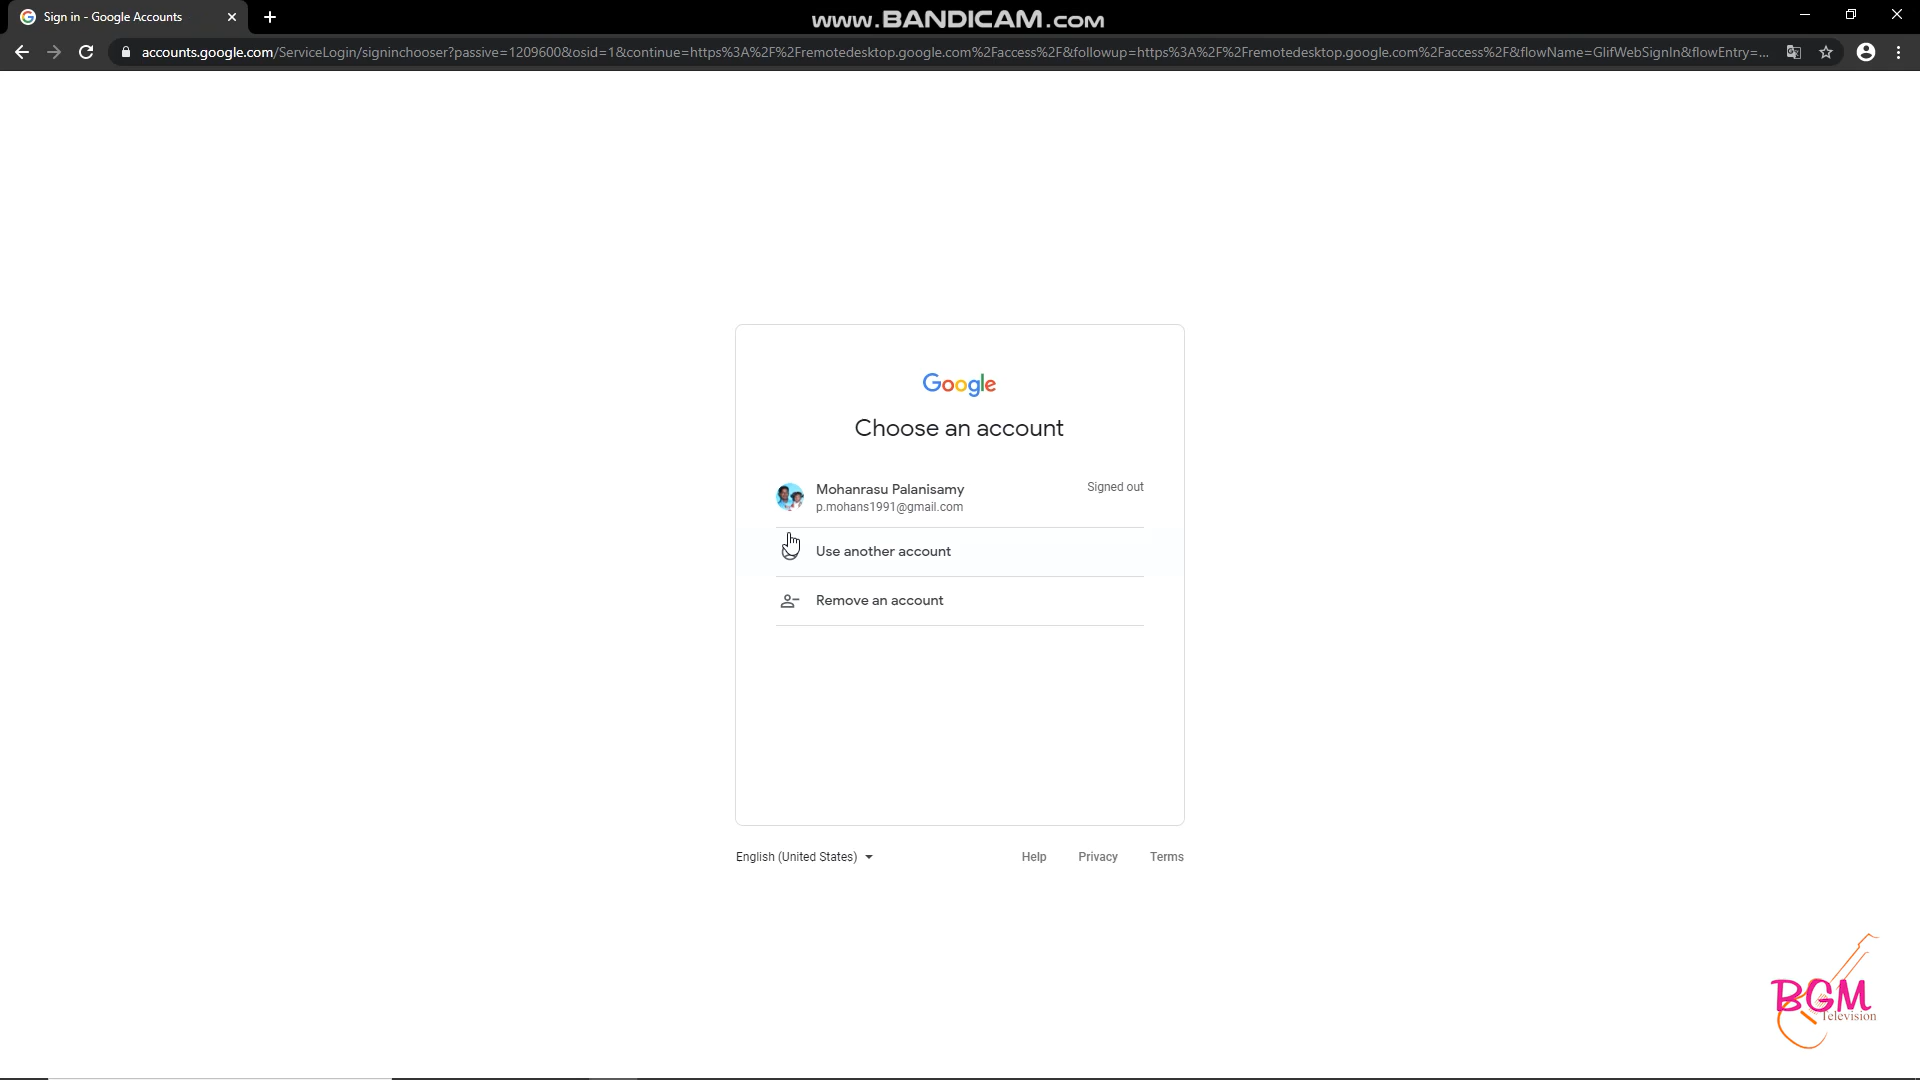 Sign in - Google Accounts
www.BANDICAM.com
accounts.google.com/ServiceLogin/signinchooser?passive=1209600&osid=1&continue=https%3A%2F%2Fremotedesktop.google.com%2Faccess%2F&followup=https%3A%2F%2Fremotedesktop.google.com%2Faccess%2F&flowName=GlifWebSignIn&flowEntry=...
Google
Choose an account
Mohanrasu Palanisamy
Signed out
p.mohans1991@gmail.com
Use another account
Remove an account
English (United States)
Help
Privacy
Terms
BGM
Television